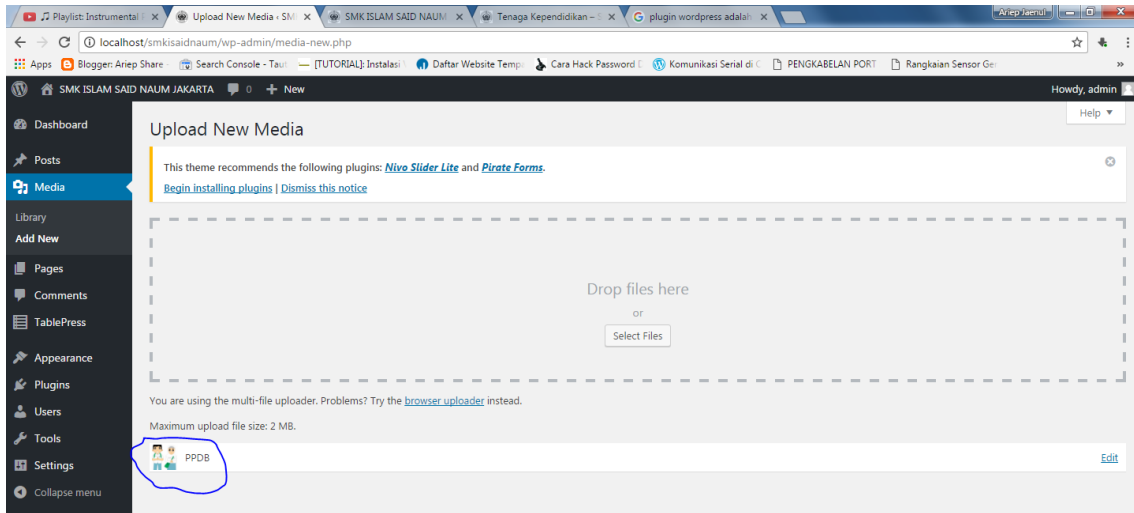 ♫ Playlist: Instrumental
Upload New Media ‹ SM
SMK ISLAM SAID NAUM
Tenaga Kependidikan – S
plugin wordpress adalah
Ariep Jaenul
localhost/smkisaidnaum/wp-admin/media-new.php
Apps
Blogger: Ariep Share -
Search Console - Taut
[TUTORIAL]: Instalasi
Daftar Website Temp
Cara Hack Password
Komunikasi Serial di
PENGKABELAN PORT
Rangkaian Sensor Ge
»
SMK ISLAM SAID NAUM JAKARTA
0
+ New
Howdy, admin
Help ▼
Dashboard
Posts
Media
Library
Add New
Pages
Comments
TablePress
Appearance
Plugins
Users
Tools
Settings
Collapse menu
Upload New Media
This theme recommends the following plugins: Nivo Slider Lite and Pirate Forms.
Begin installing plugins | Dismiss this notice
Drop files here
or
Select Files
You are using the multi-file uploader. Problems? Try the browser uploader instead.
Maximum upload file size: 2 MB.
PPDB
Edit